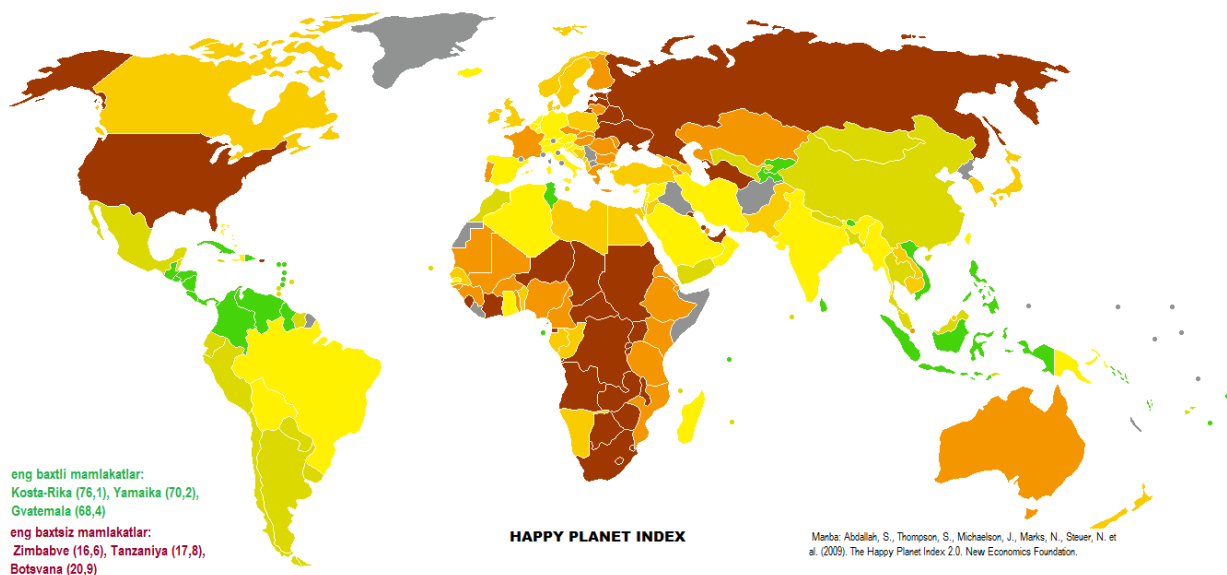 eng baxtli mamlakatlar:
Kosta-Rika (76,1), Yamaika (70,2),
Gvatemala (68,4)
eng baxtsiz mamlakatlar:
Zimbabve (16,6), Tanzaniya (17,8),
Botsvana (20,9)
HAPPY PLANET INDEX
Manba: Abdallah, S., Thompson, S., Michaelson, J., Marks, N., Steuer, N. et
al. (2009). The Happy Planet Index 2.0. New Economics Foundation.